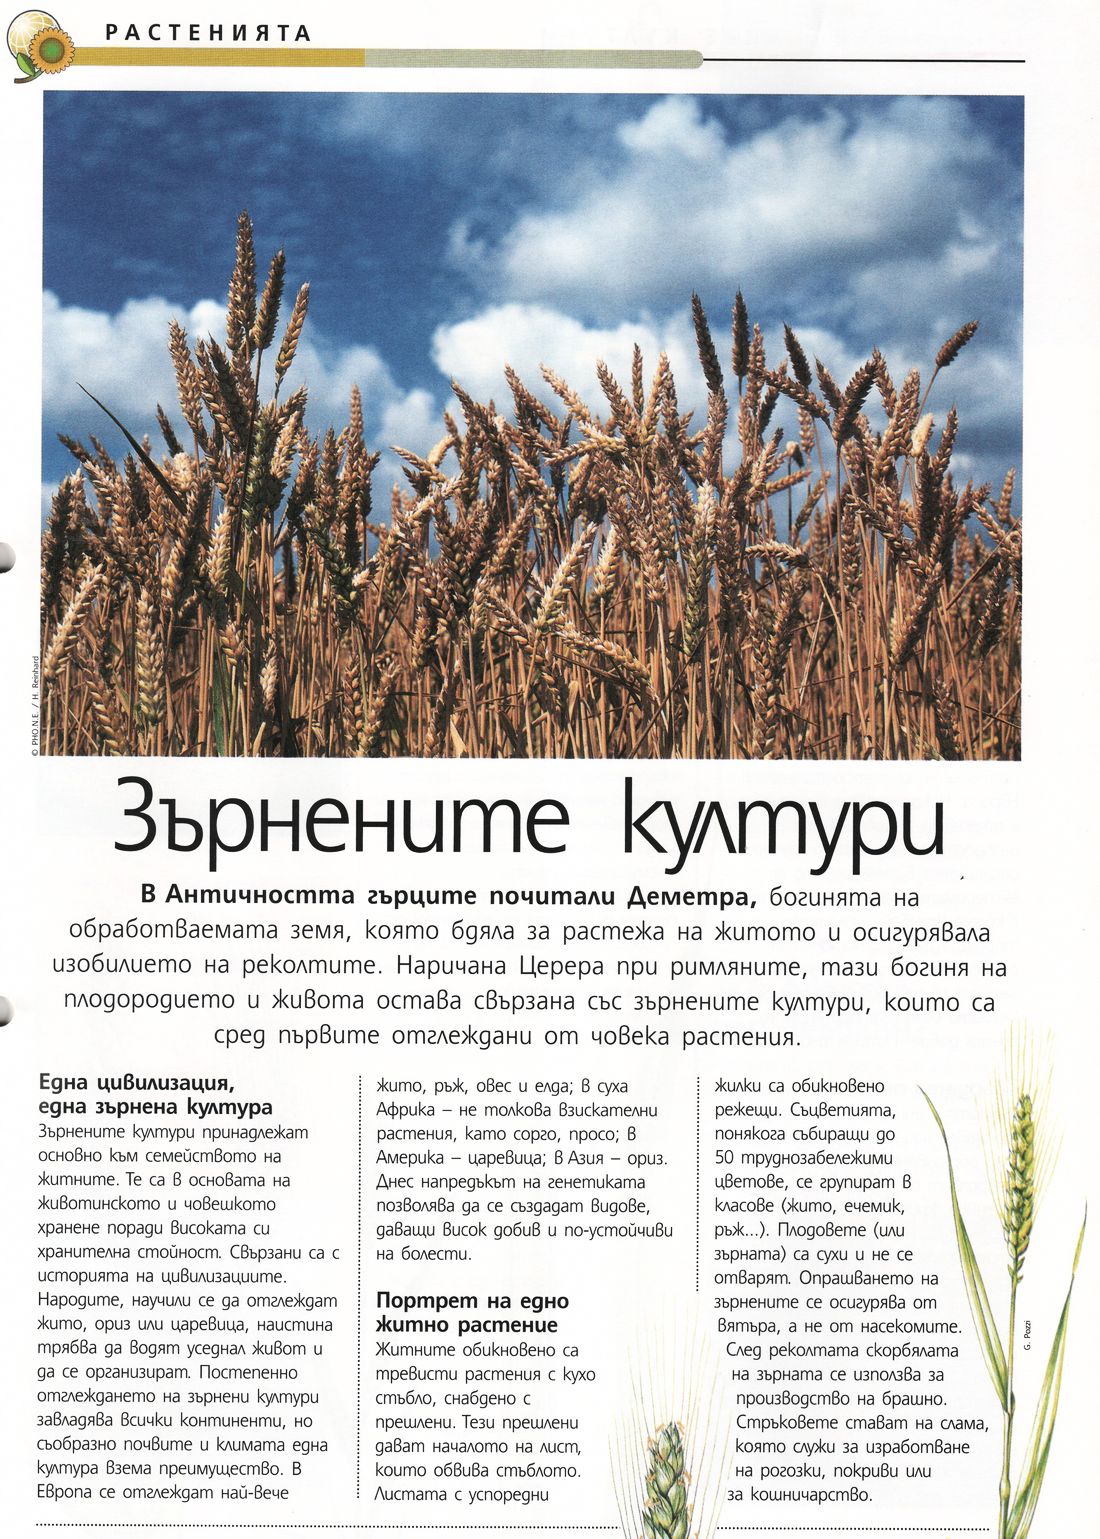 РАСТЕНИЯТА
© PHO.N.E. / H. Reinhard
Зърнените култури
В Античността гърците почитали Деметра, богинята на
обработваемата земя, която бдяла за растежа на житото и осигурявала
изобилието на реколтите. Наричана Церера при римляните, тази богиня на
плодородието и живота остава свързана със зърнените култури, които са
сред първите отглеждани от човека растения.
Една цивилизация,
една зърнена култура
Зърнените култури принадлежат
основно към семейството на
житните. Те са в основата на
животинското и човешкото
хранене поради високата си
хранителна стойност. Свързани са с
историята на цивилизациите.
Народите, научили се да отглеждат
жито, ориз или царевица, наистина
трябва да водят уседнал живот и
да се организират. Постепенно
отглеждането на зърнени култури
завладява всички континенти, но
съобразно почвите и климата една
култура взема преимущество. В
Европа се отглеждат най-вече
жито, ръж, овес и елда; в суха
Африка – не толкова взискателни
растения, като сорго, просо; в
Америка – царевица; в Азия – ориз.
Днес напредъкът на генетиката
позволява да се създадат видове,
даващи висок добив и по-устойчиви
на болести.
Портрет на едно
житно растение
Житните обикновено са
тревисти растения с кухо
стъбло, снабдено с
прешлени. Тези прешлени
дават началото на лист,
които обвива стъблото.
Листата с успоредни
жилки са обикновено
режещи. Съцветията,
понякога събиращи до
50 труднозабележими
цветове, се групират в
класове (жито, ечемик,
ръж...). Плодовете (или
зърната) са сухи и не се
отварят. Опрашването на
зърнените се осигурява от
вятъра, а не от насекомите.
След реколтата скорбялата
на зърната се използва за
производство на брашно.
Стръковете стават на слама,
която служи за изработване
на рогозки, покриви или
за кошничарство.
G. Pozzi